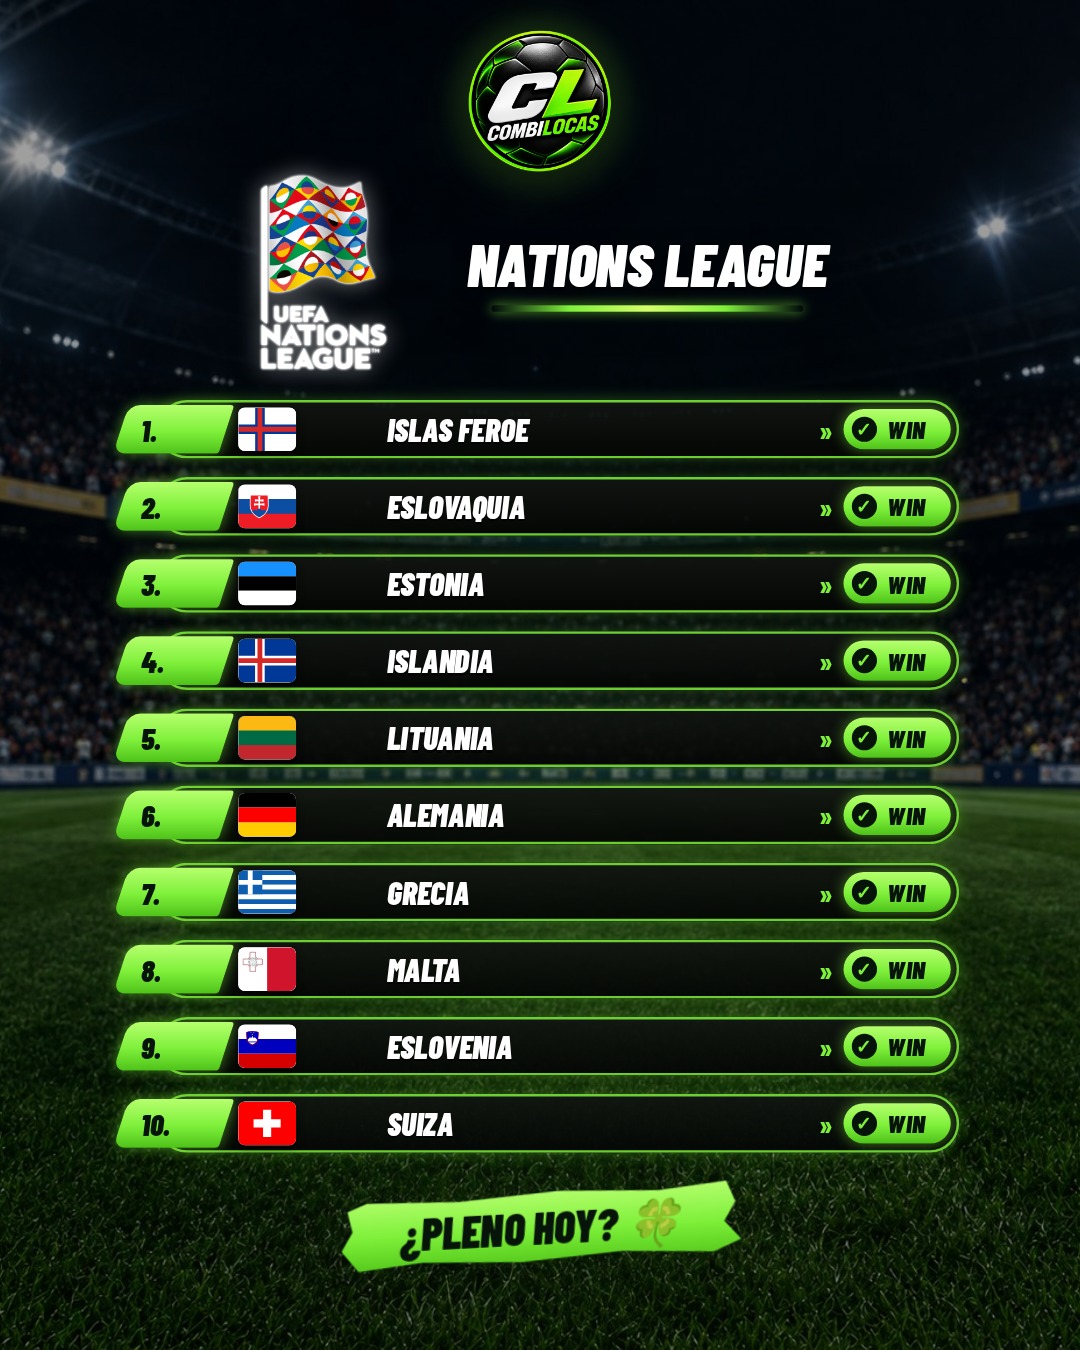 CL
COMBILOCAS
UEFA
NATIONS
LEAGUE™
NATIONS LEAGUE
1. ISLAS FEROE » ✓ WIN
2. ESLOVAQUIA » ✓ WIN
3. ESTONIA » ✓ WIN
4. ISLANDIA » ✓ WIN
5. LITUANIA » ✓ WIN
6. ALEMANIA » ✓ WIN
7. GRECIA » ✓ WIN
8. MALTA » ✓ WIN
9. ESLOVENIA » ✓ WIN
10. SUIZA » ✓ WIN
¿PLENO HOY? 🍀